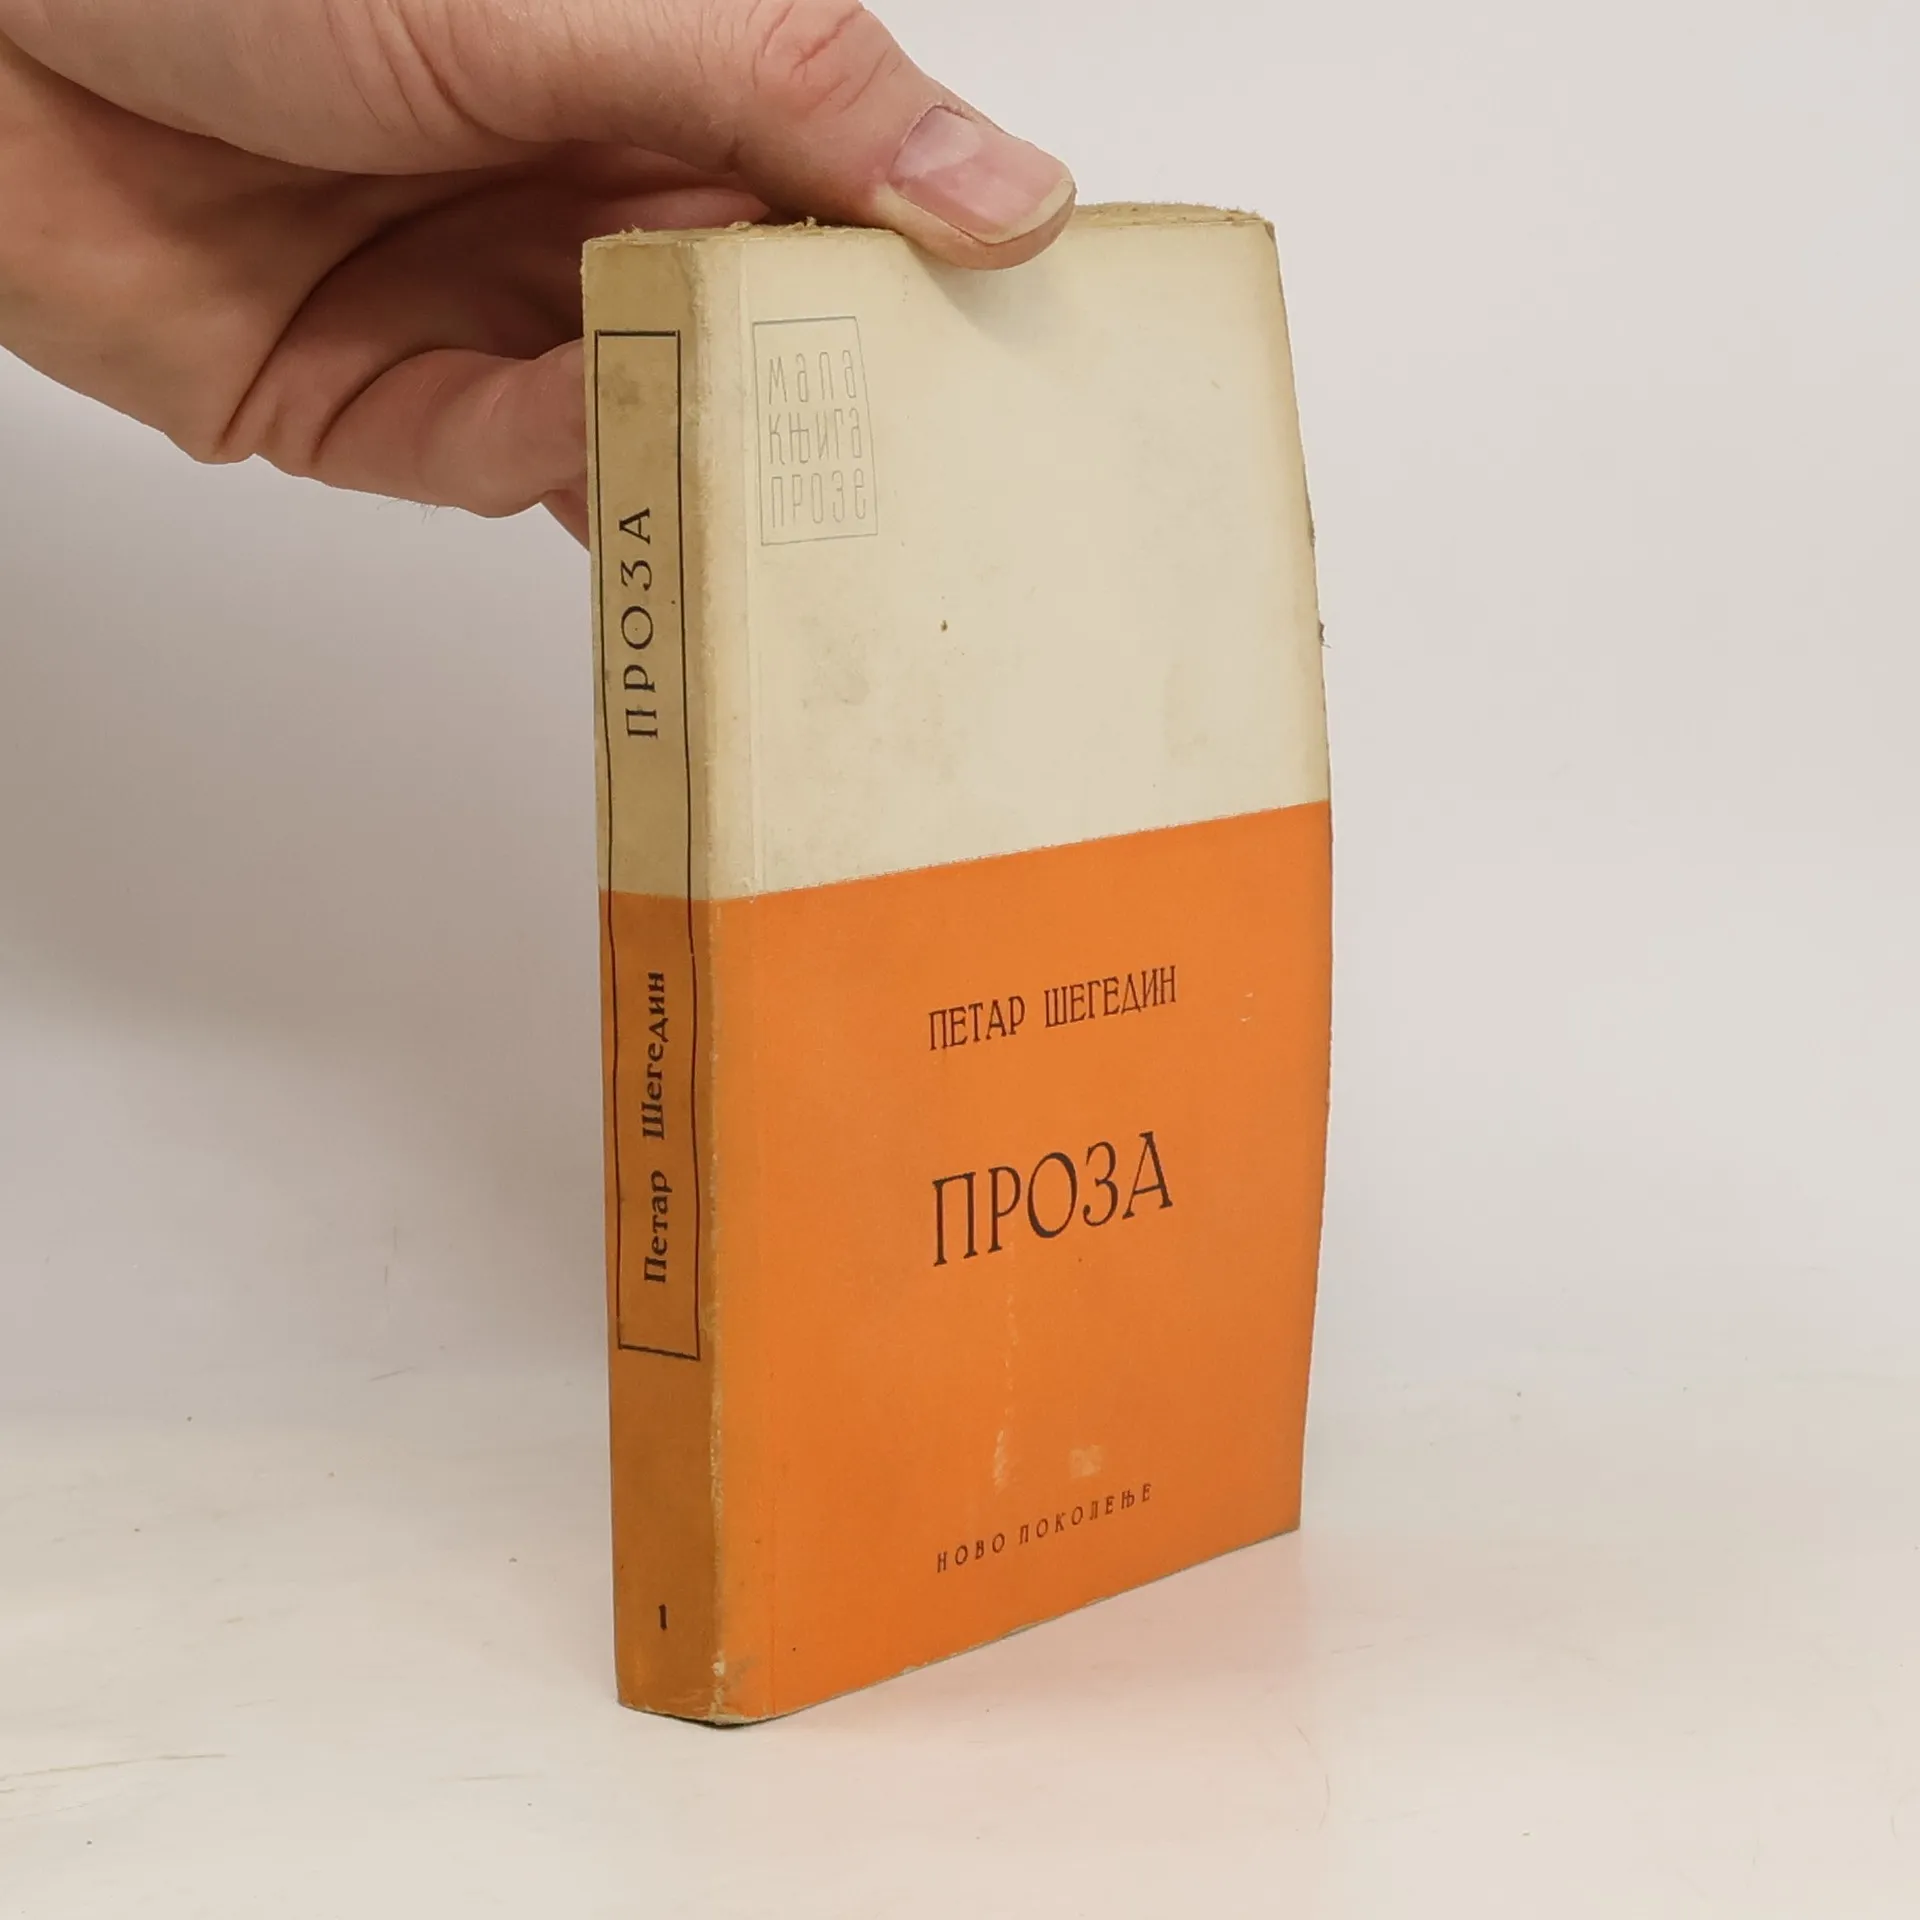 ПРОЗА
Петар Шегедин
1
мала
књига
прозе
ПЕТАР ШЕГЕДИН
ПРОЗА
НОВО ПОКОЛЕЊЕ